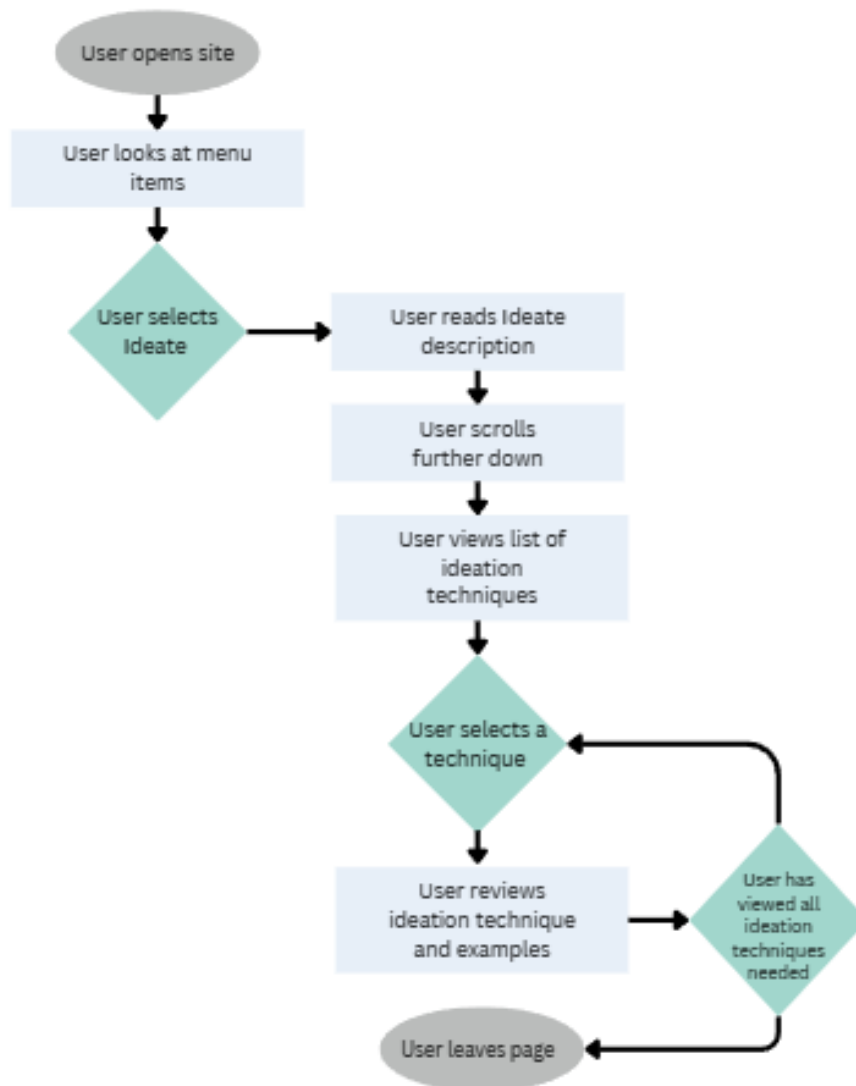 User opens site
User looks at menu
items
User selects
Ideate
User reads Ideate
description
User scrolls
further down
User views list of
ideation
techniques
User selects a
technique
User reviews
ideation technique
and examples
User has
viewed all
ideation
techniques
needed
User leaves page